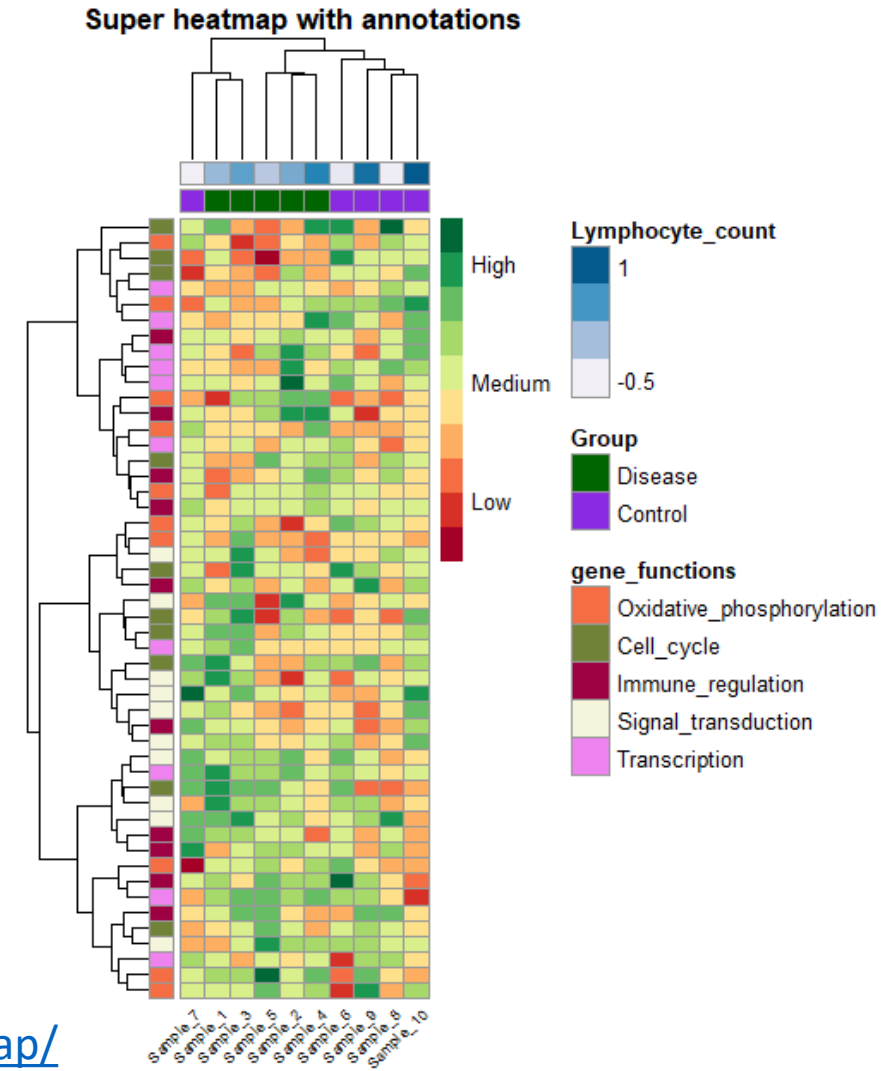 Super heatmap with annotations
High
Medium
Low
Lymphocyte_count
1
-0.5
Group
Disease
Control
gene_functions
Oxidative_phosphorylation
Cell_cycle
Immune_regulation
Signal_transduction
Transcription
Sample_7
Sample_1
Sample_3
Sample_5
Sample_2
Sample_4
Sample_6
Sample_9
Sample_8
Sample_10
ap/